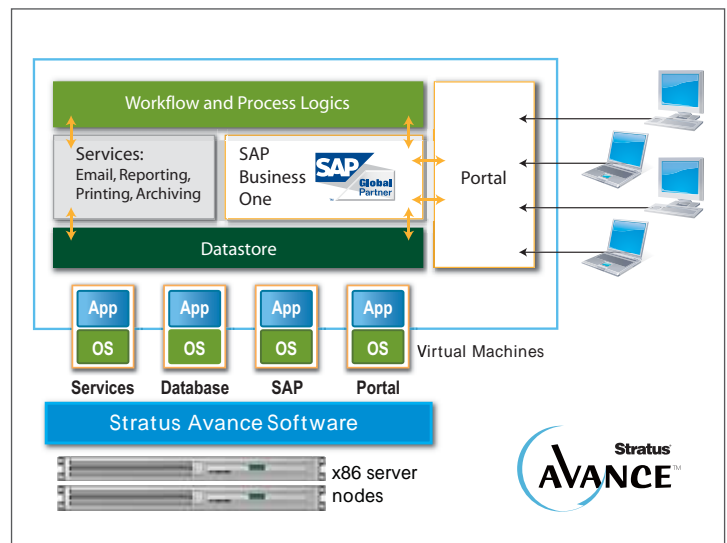 Workflow and Process Logics
Services:
Email, Reporting,
Printing, Archiving
SAP
Business
One
SAP
Global
Partner
Portal
Datastore
App
App
App
App
OS
OS
OS
OS
Virtual Machines
Services
Database
SAP
Portal
Stratus Avance Software
x86 server
nodes
Stratus
AVANCE™